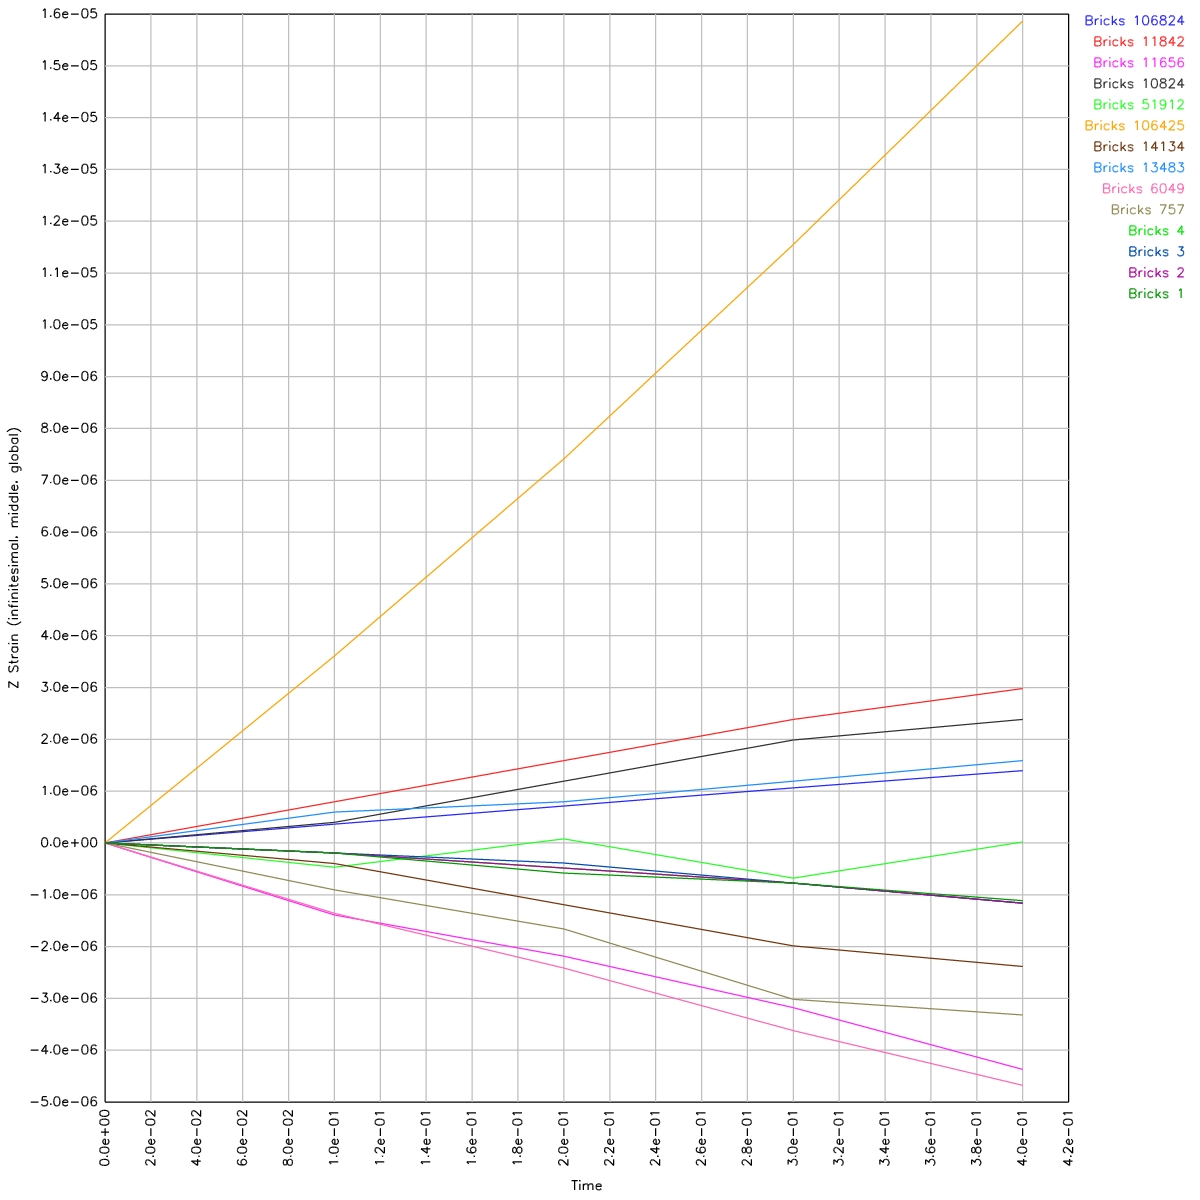 1.6e-05
1.5e-05
1.4e-05
1.3e-05
1.2e-05
1.1e-05
1.0e-05
9.0e-06
8.0e-06
7.0e-06
6.0e-06
5.0e-06
4.0e-06
3.0e-06
2.0e-06
1.0e-06
0.0e+00
-1.0e-06
-2.0e-06
-3.0e-06
-4.0e-06
-5.0e-06
Z Strain (infinitesimal, middle, global)
0.0e+00
2.0e-02
4.0e-02
6.0e-02
8.0e-02
1.0e-01
1.2e-01
1.4e-01
1.6e-01
1.8e-01
2.0e-01
2.2e-01
2.4e-01
2.6e-01
2.8e-01
3.0e-01
3.2e-01
3.4e-01
3.6e-01
3.8e-01
4.0e-01
4.2e-01
Time
Bricks 106824
Bricks 11842
Bricks 11656
Bricks 10824
Bricks 51912
Bricks 106425
Bricks 14134
Bricks 13483
Bricks 6049
Bricks 757
Bricks 4
Bricks 3
Bricks 2
Bricks 1